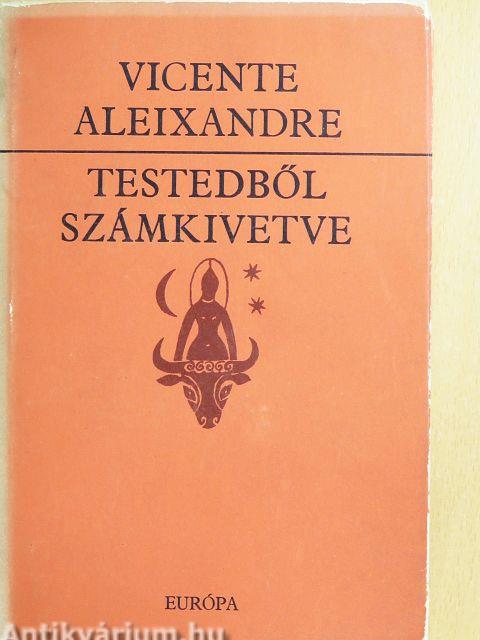 VICENTE
ALEIXANDRE
TESTEDBŐL
SZÁMKIVETVE
EURÓPA
Antikvárium.hu